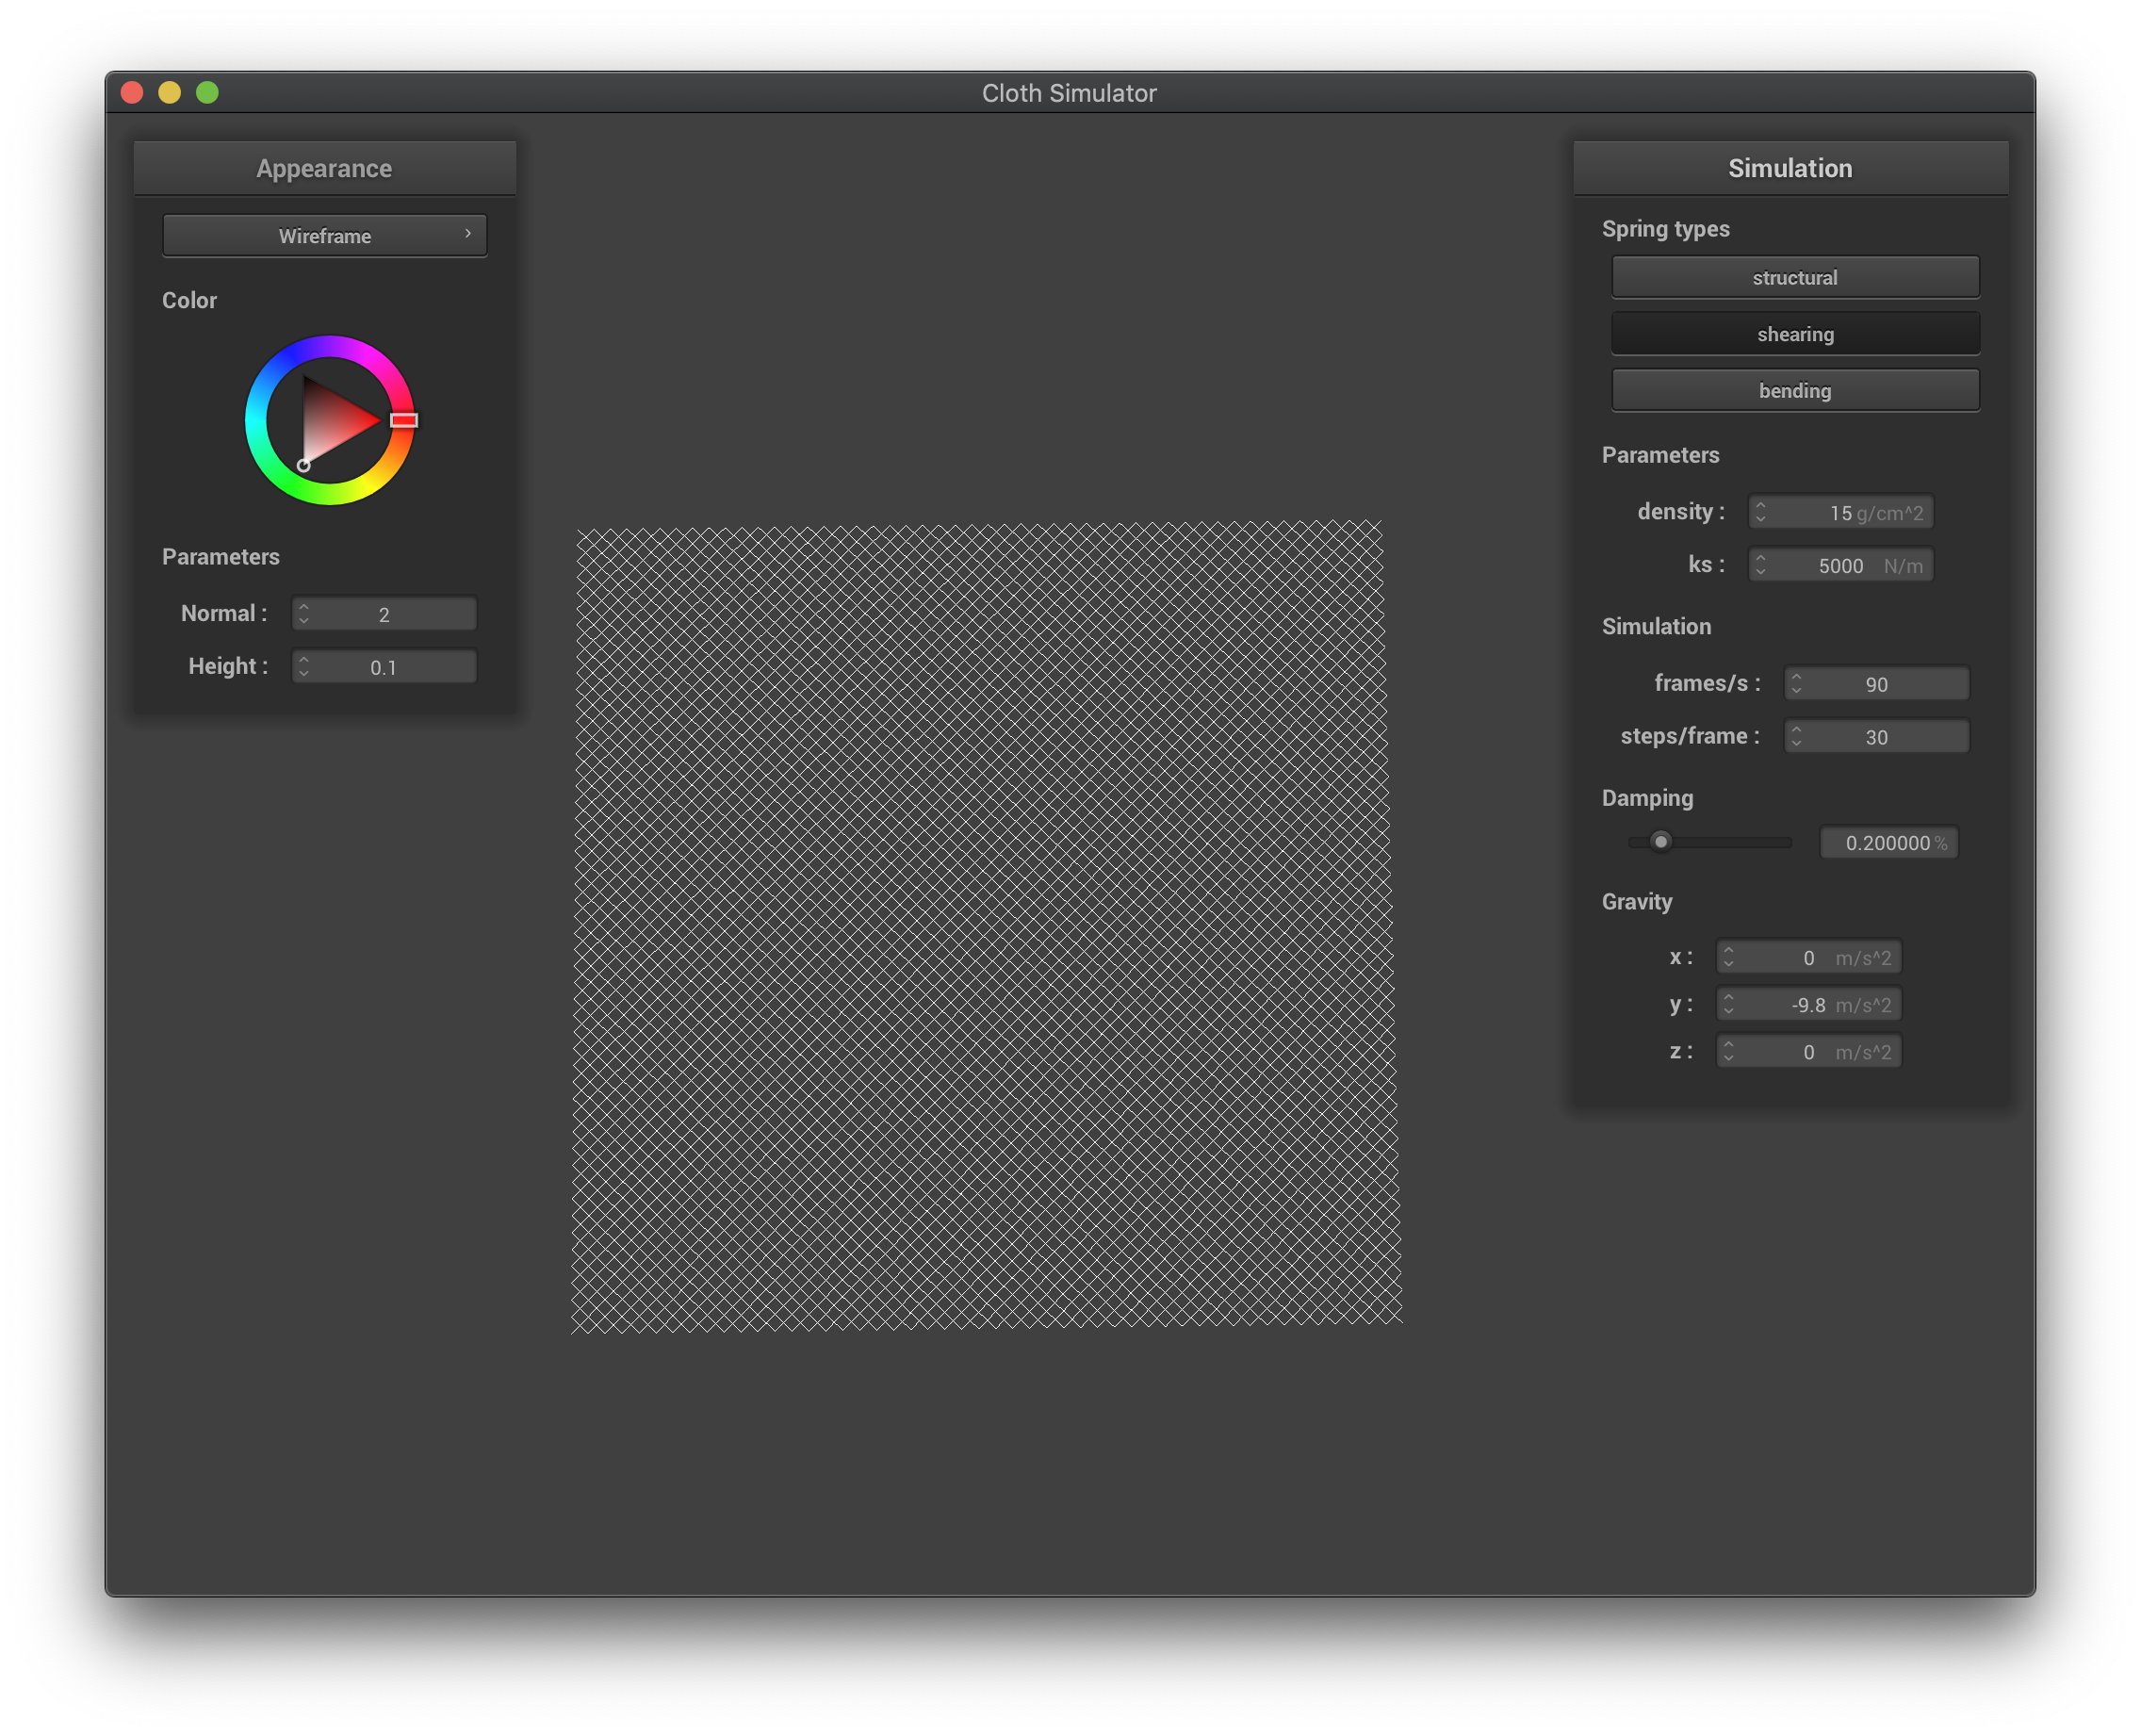 Cloth Simulator
Appearance
Wireframe
Color
Parameters
Normal : 2
Height : 0.1
Simulation
Spring types
structural
shearing
bending
Parameters
density : 15 g/cm^2
ks : 5000 N/m
Simulation
frames/s : 90
steps/frame : 30
Damping
0.200000 %
Gravity
x : 0 m/s^2
y : -9.8 m/s^2
z : 0 m/s^2